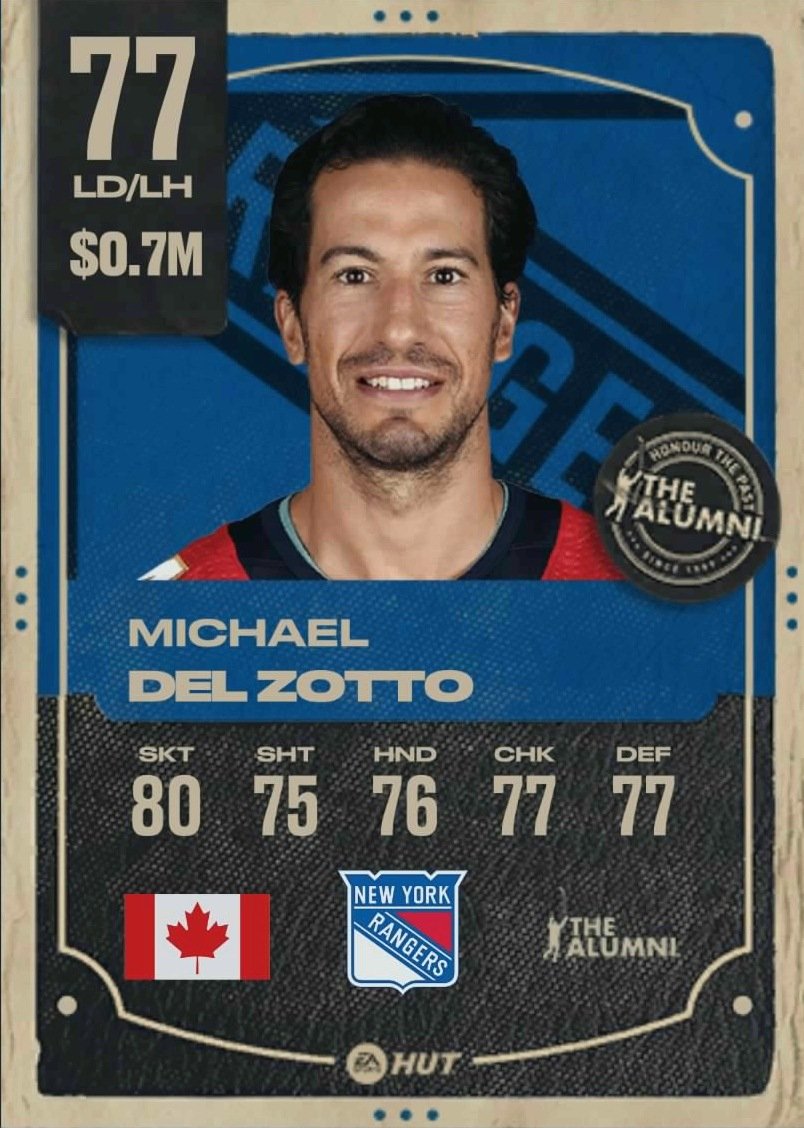 77
LD/LH
$0.7M
HONOUR THE PAST
THE
ALUMNI
MICHAEL
DEL ZOTTO
SKT SHT HND CHK DEF
80 75 76 77 77
NEW YORK
RANGERS
THE
ALUMNI
EA HUT